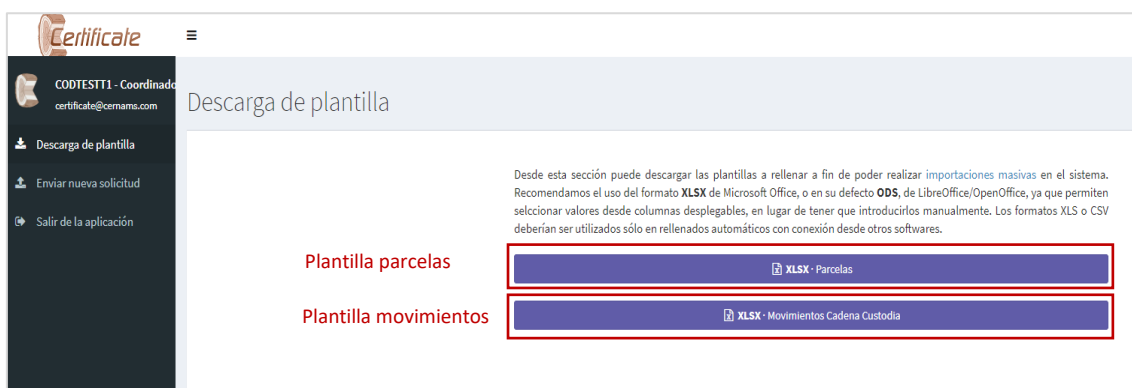 Certificate
CODTESTT1 - Coordinado
certificate@cernams.com
Descarga de plantilla
Descarga de plantilla
Enviar nueva solicitud
Salir de la aplicación
Desde esta sección puede descargar las plantillas a rellenar a fin de poder realizar importaciones masivas en el sistema.
Recomendamos el uso del formato XLSX de Microsoft Office, o en su defecto ODS, de LibreOffice/OpenOffice, ya que permiten
selccionar valores desde columnas desplegables, en lugar de tener que introducirlos manualmente. Los formatos XLS o CSV
deberían ser utilizados sólo en rellenados automáticos con conexión desde otros softwares.
Plantilla parcelas
XLSX · Parcelas
Plantilla movimientos
XLSX · Movimientos Cadena Custodia